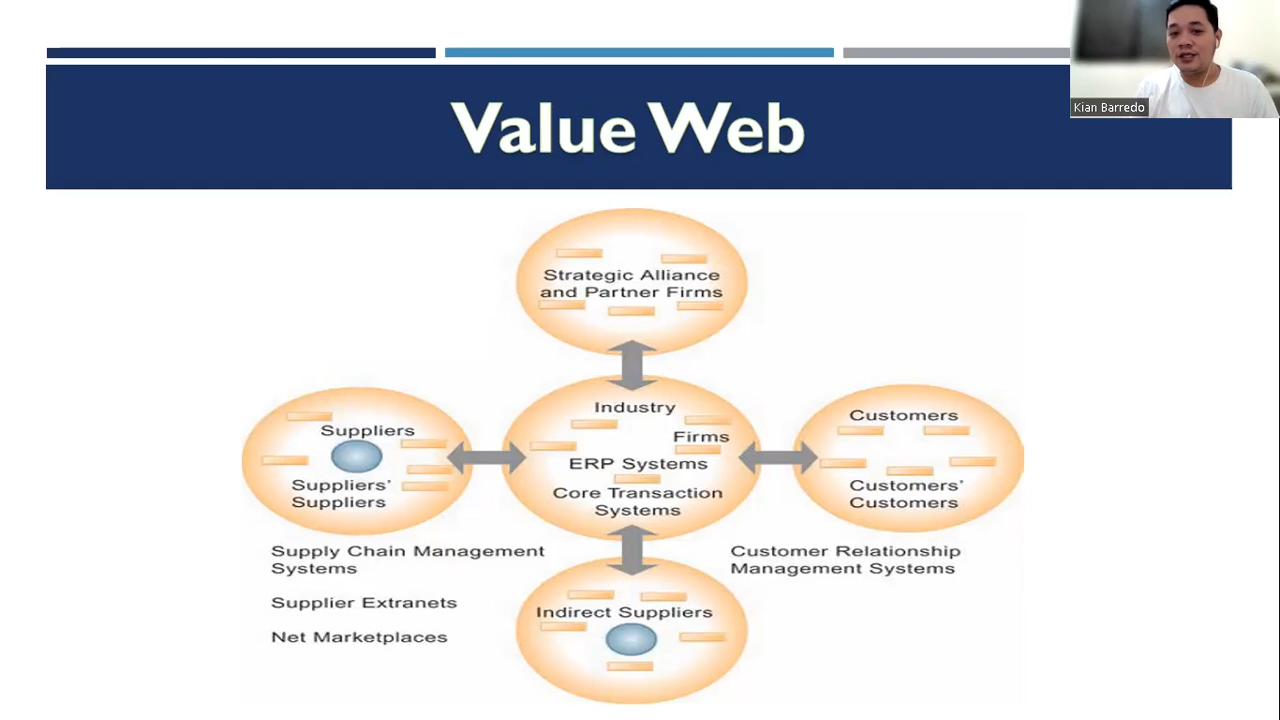 Value Web
Kian Barredo
Strategic Alliance
and Partner Firms
Industry
Firms
ERP Systems
Core Transaction
Systems
Suppliers
Suppliers'
Suppliers
Customers
Customers'
Customers
Supply Chain Management
Systems
Supplier Extranets
Net Marketplaces
Customer Relationship
Management Systems
Indirect Suppliers